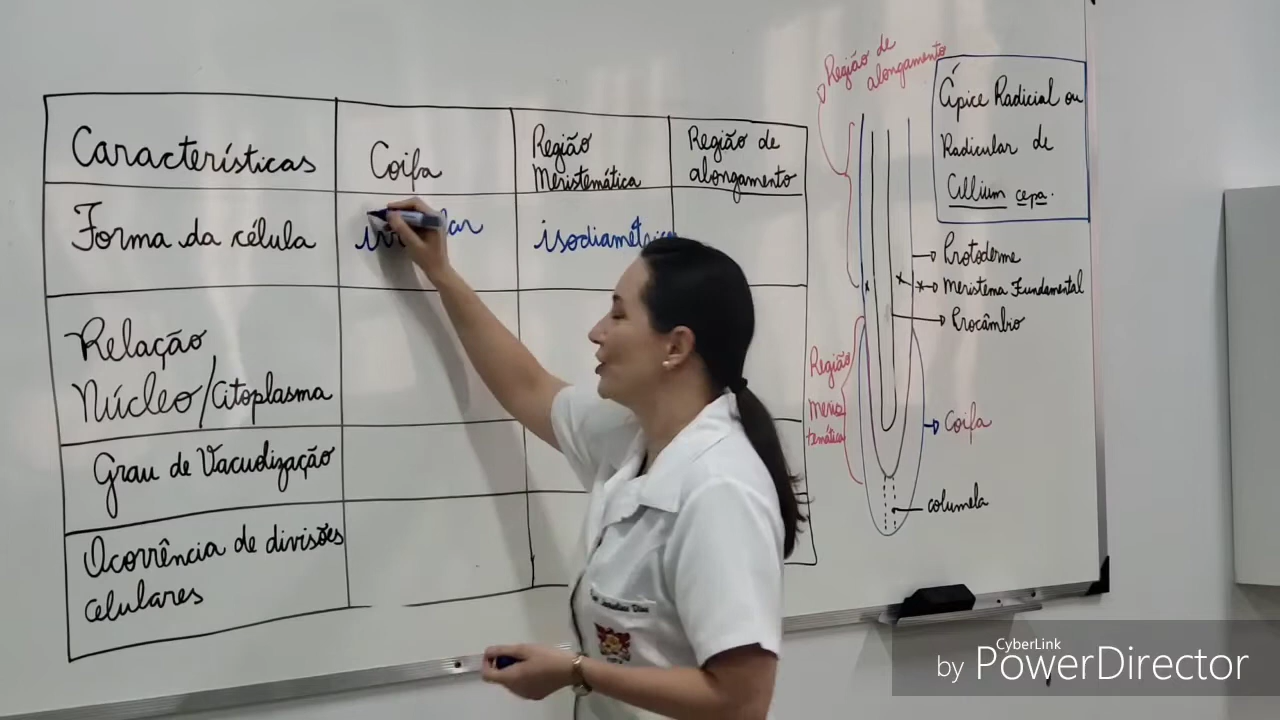 Características
Coifa
Região
Meristemática
Região de
alongamento
Forma da célula
isodiamétrica
Relação
Núcleo/Citoplasma
Grau de Vacuolização
Ocorrência de divisões
celulares
Região de
alongamento
Ápice Radicial ou
Radicular de
Cillium cepa.
Protoderme
Meristema Fundamental
Procâmbio
Região
Meris
temática
Coifa
columela
CyberLink
by PowerDirector